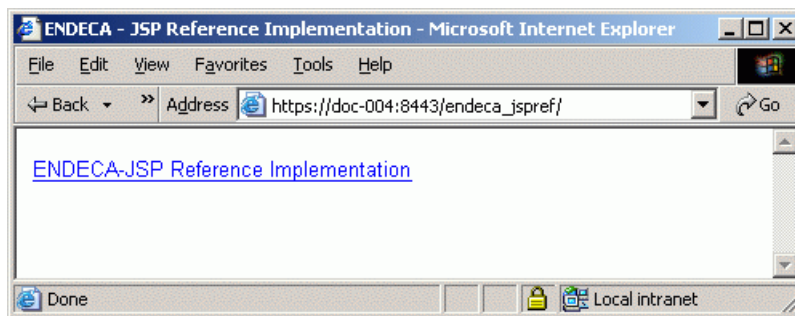 ENDECA - JSP Reference Implementation - Microsoft Internet Explorer
File Edit View Favorites Tools Help
Back » Address https://doc-004:8443/endeca_jspref/ Go
ENDECA-JSP Reference Implementation
Done Local intranet